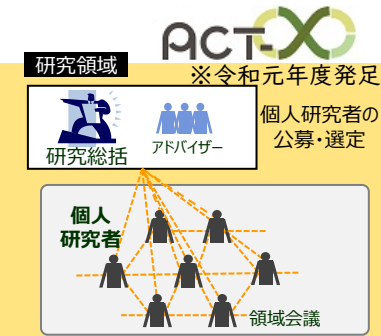 ACT-X
※令和元年度発足
研究領域
研究総括
アドバイザー
個人研究者の
公募・選定
個人
研究者
領域会議